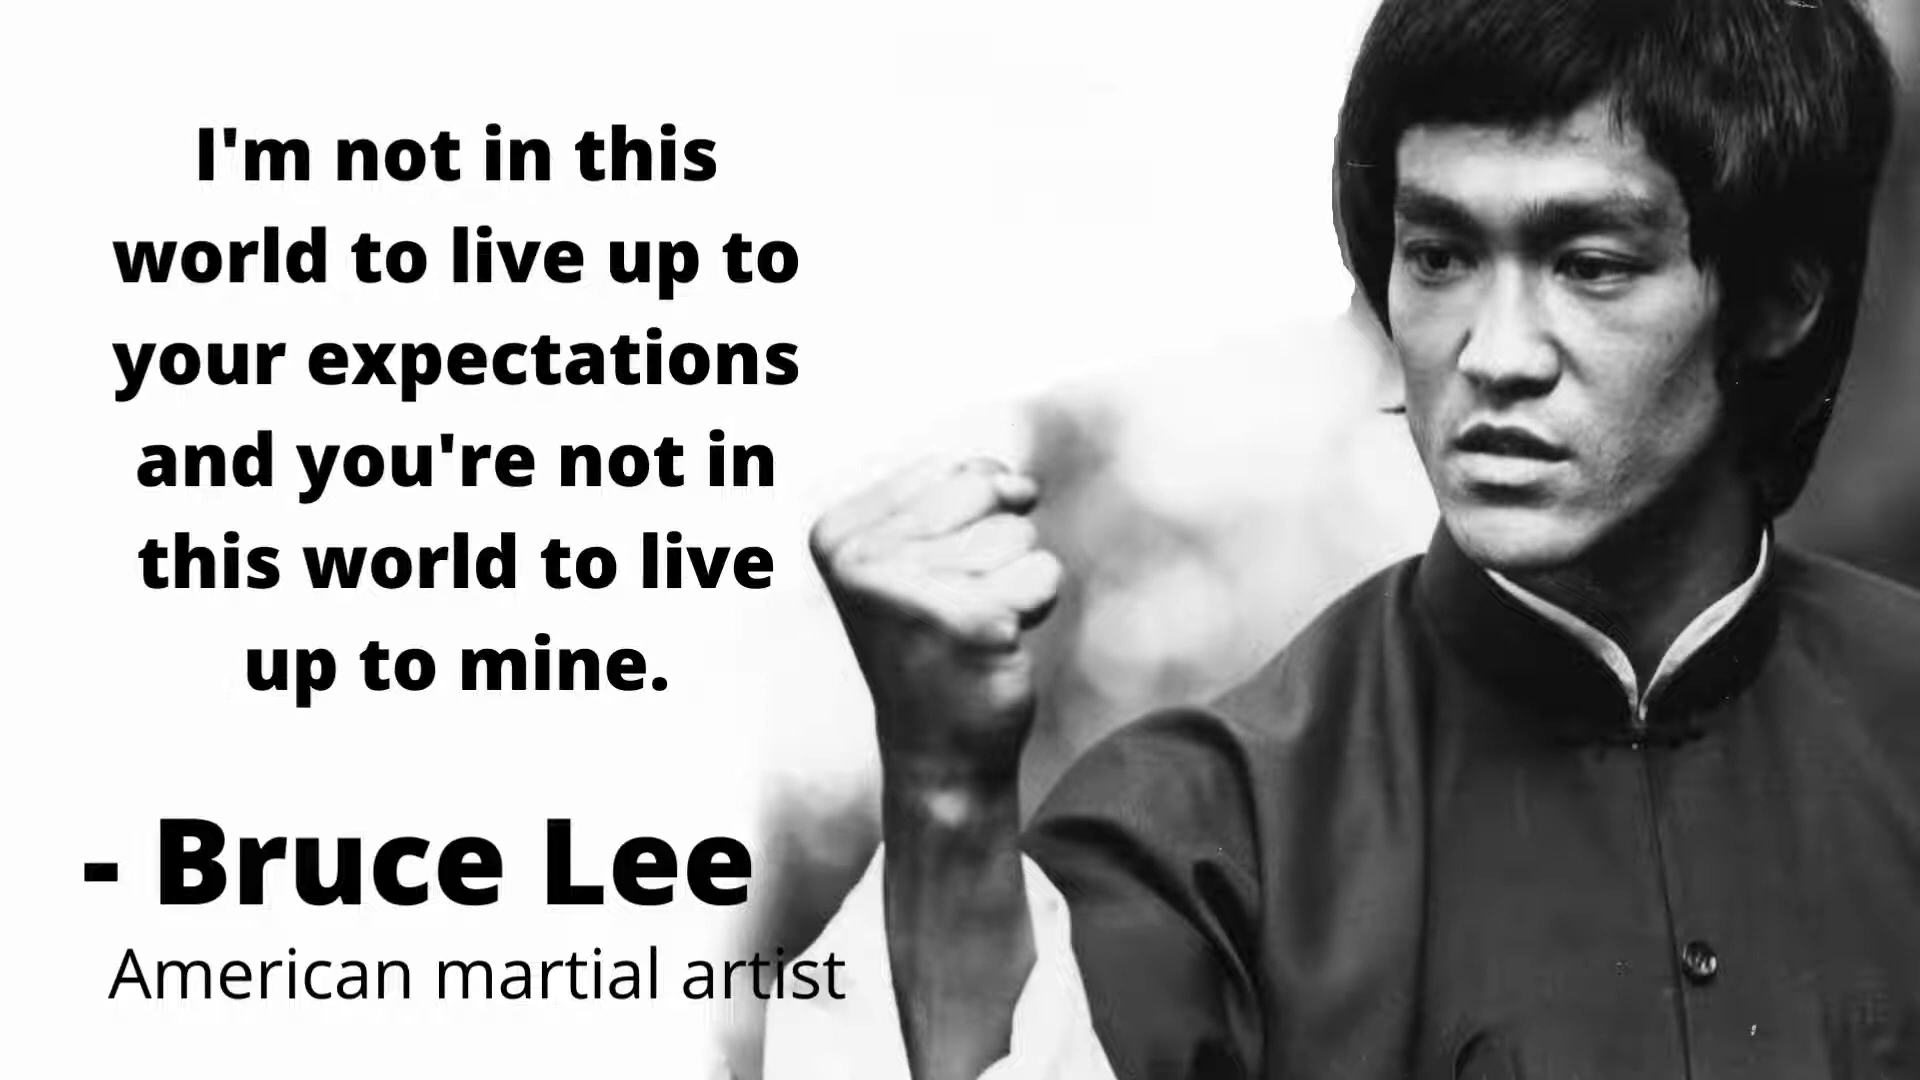 I'm not in this
world to live up to
your expectations
and you're not in
this world to live
up to mine.
- Bruce Lee
American martial artist